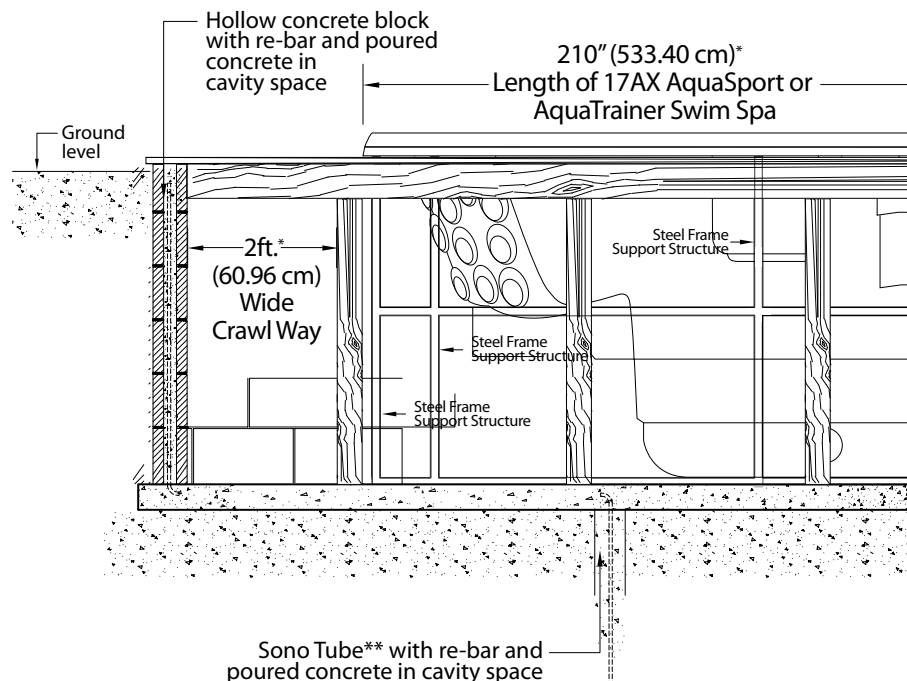 Hollow concrete block
with re-bar and poured
concrete in
cavity space
210” (533.40 cm)*
Length of 17AX AquaSport or
AquaTrainer Swim Spa
Ground
level
2ft.*
(60.96 cm)
Wide
Crawl Way
Steel Frame
Support Structure
Steel Frame
Support Structure
Steel Frame
Support Structure
Sono Tube** with re-bar and
poured concrete in cavity space